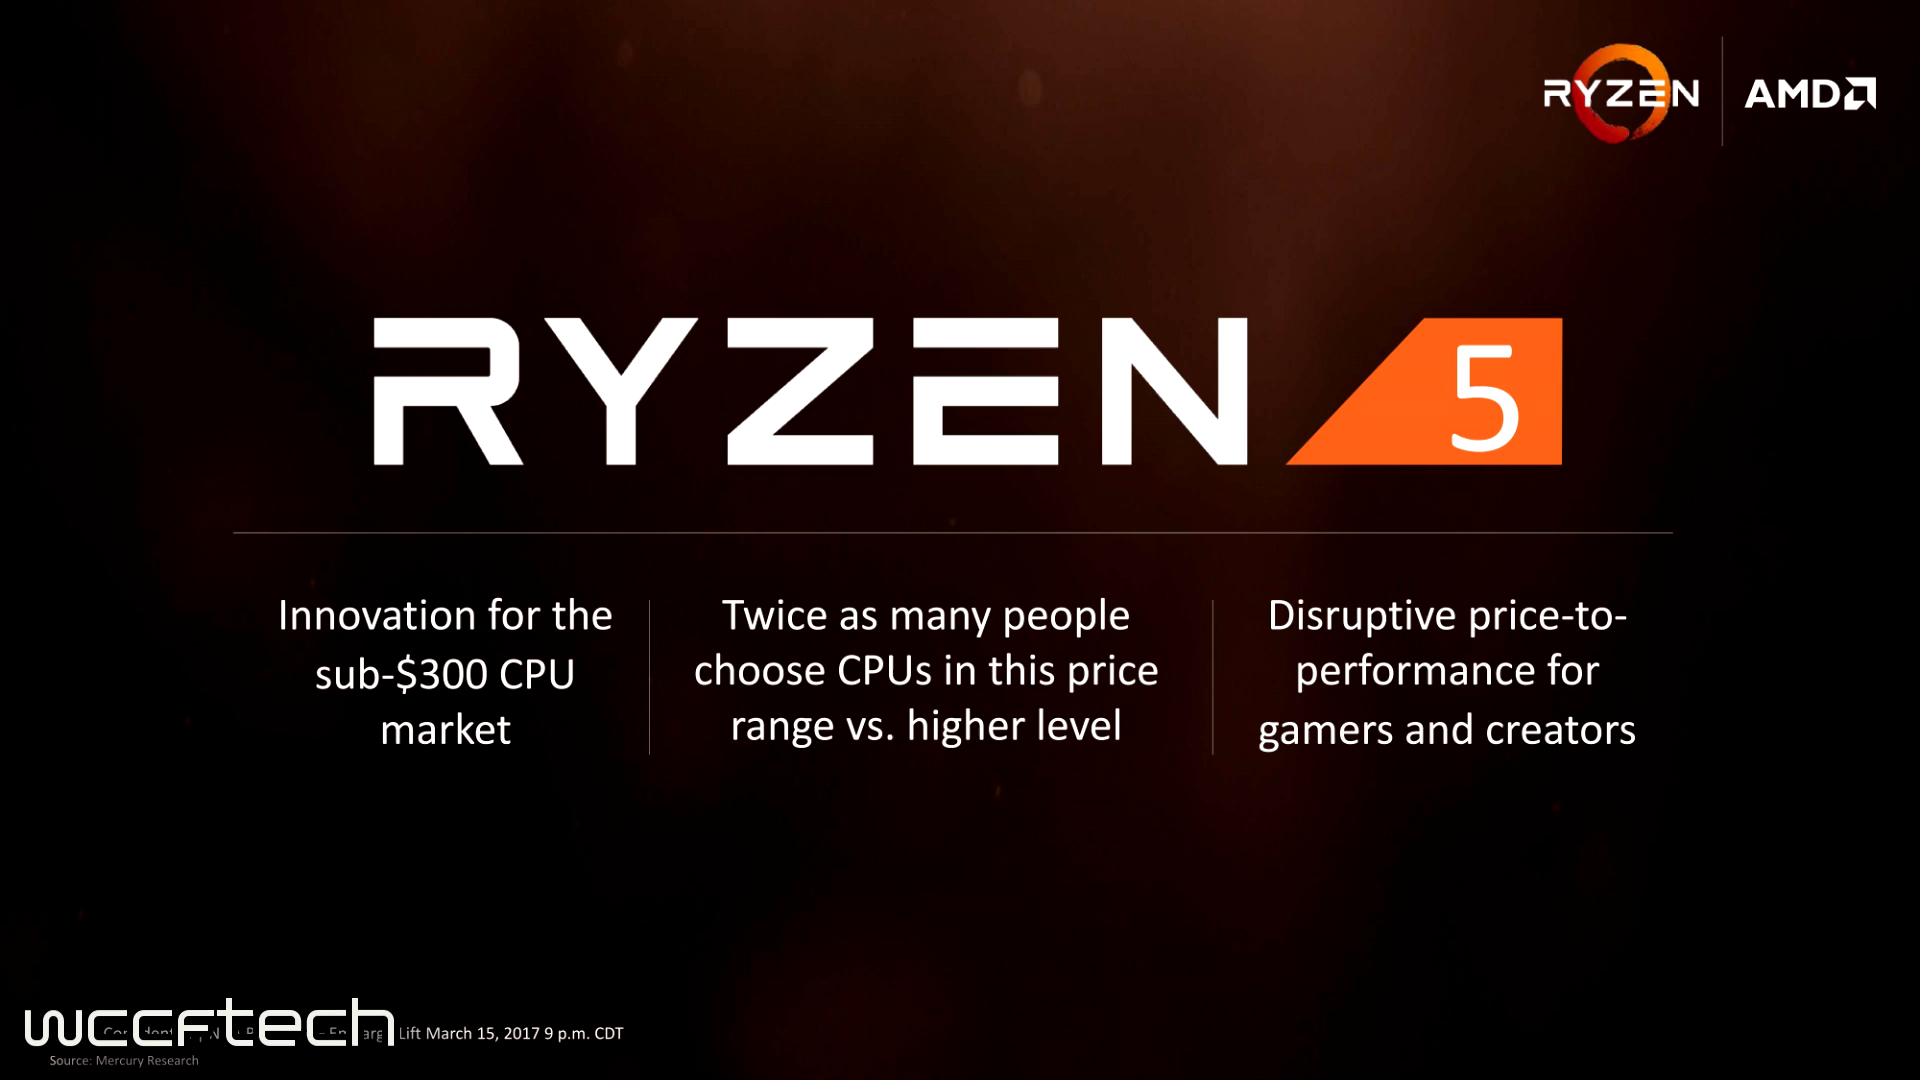 RYZEN AMD
RYZEN 5
Innovation for the
sub-$300 CPU
market
Twice as many people
choose CPUs in this price
range vs. higher level
Disruptive price-to-
performance for
gamers and creators
wccftech
Lift March 15, 2017 9 p.m. CDT
Source: Mercury Research